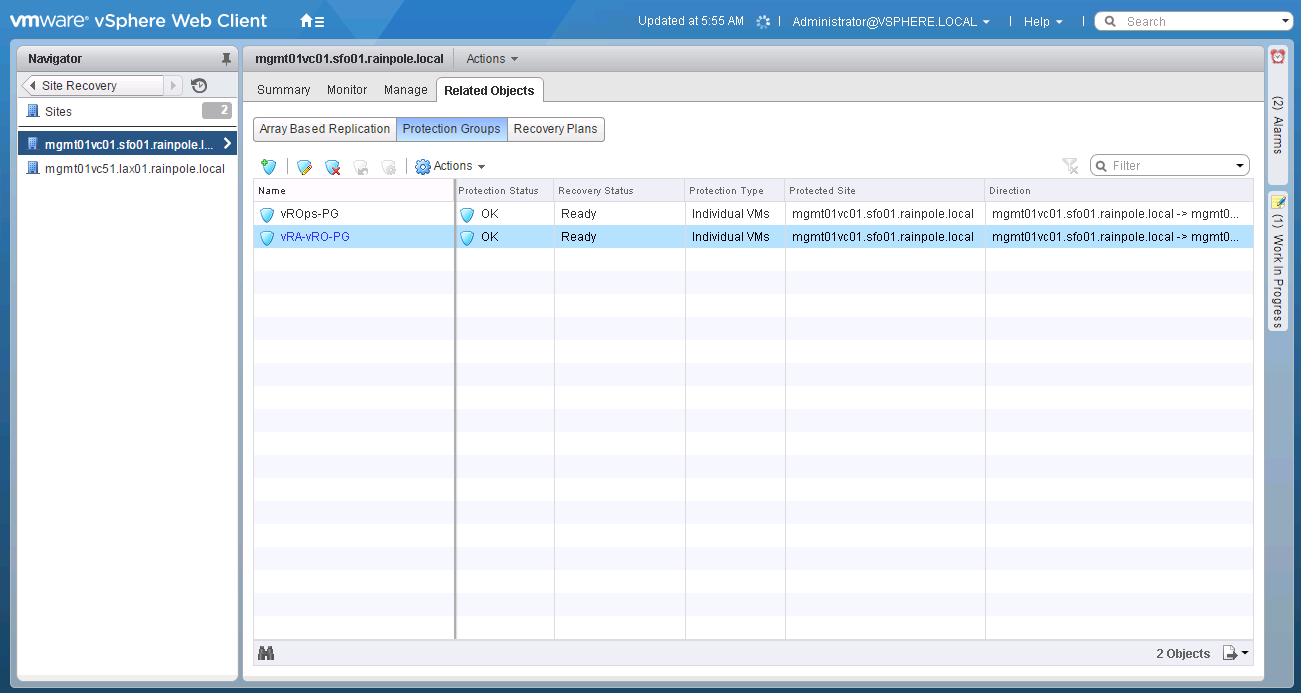 vmware® vSphere Web Client
Updated at 5:55 AM
Administrator@VSPHERE.LOCAL
Help
Search
Navigator
Site Recovery
Sites
2
mgmt01vc01.sfo01.rainpole.l...
mgmt01vc51.lax01.rainpole.local
mgmt01vc01.sfo01.rainpole.local
Actions
Summary Monitor Manage Related Objects
Array Based Replication Protection Groups Recovery Plans
Actions
Filter
Name Protection Status Recovery Status Protection Type Protected Site Direction
vROps-PG OK Ready Individual VMs mgmt01vc01.sfo01.rainpole.local mgmt01vc01.sfo01.rainpole.local -> mgmt0...
vRA-vRO-PG OK Ready Individual VMs mgmt01vc01.sfo01.rainpole.local mgmt01vc01.sfo01.rainpole.local -> mgmt0...
2 Objects
(2) Alarms
(1) Work In Progress